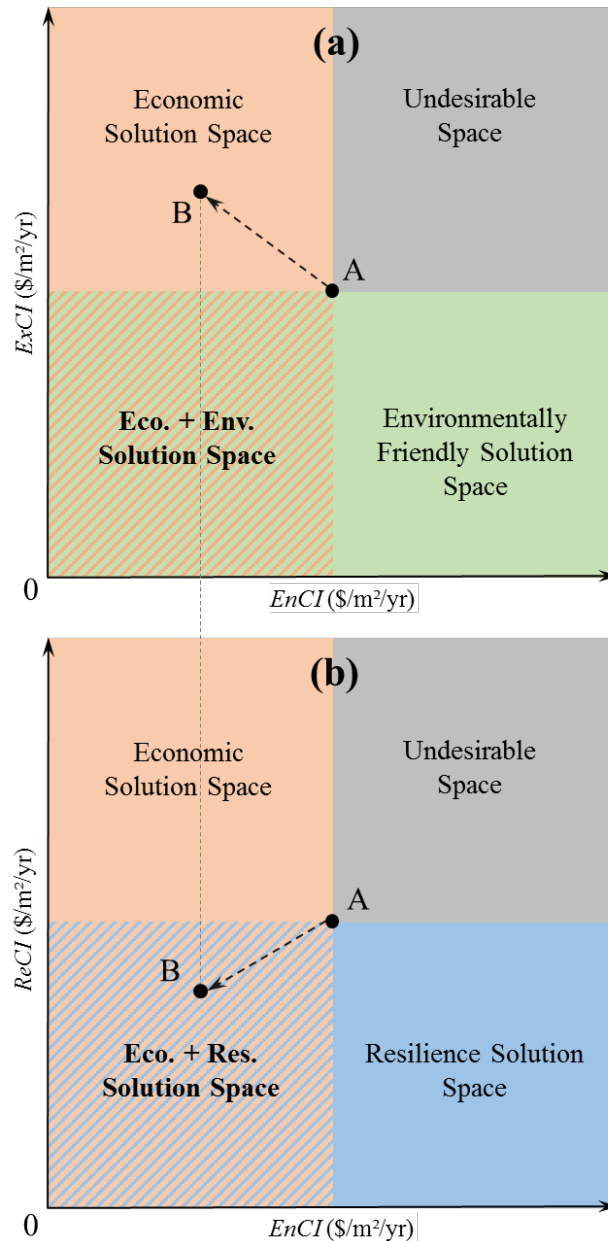 (a)
Economic
Solution Space
Undesirable
Space
B
A
ExCI ($/m²/yr)
Eco. + Env.
Solution Space
Environmentally
Friendly Solution
Space
0
EnCI ($/m²/yr)
(b)
Economic
Solution Space
Undesirable
Space
A
B
ReCI ($/m²/yr)
Eco. + Res.
Solution Space
Resilience Solution
Space
0
EnCI ($/m²/yr)